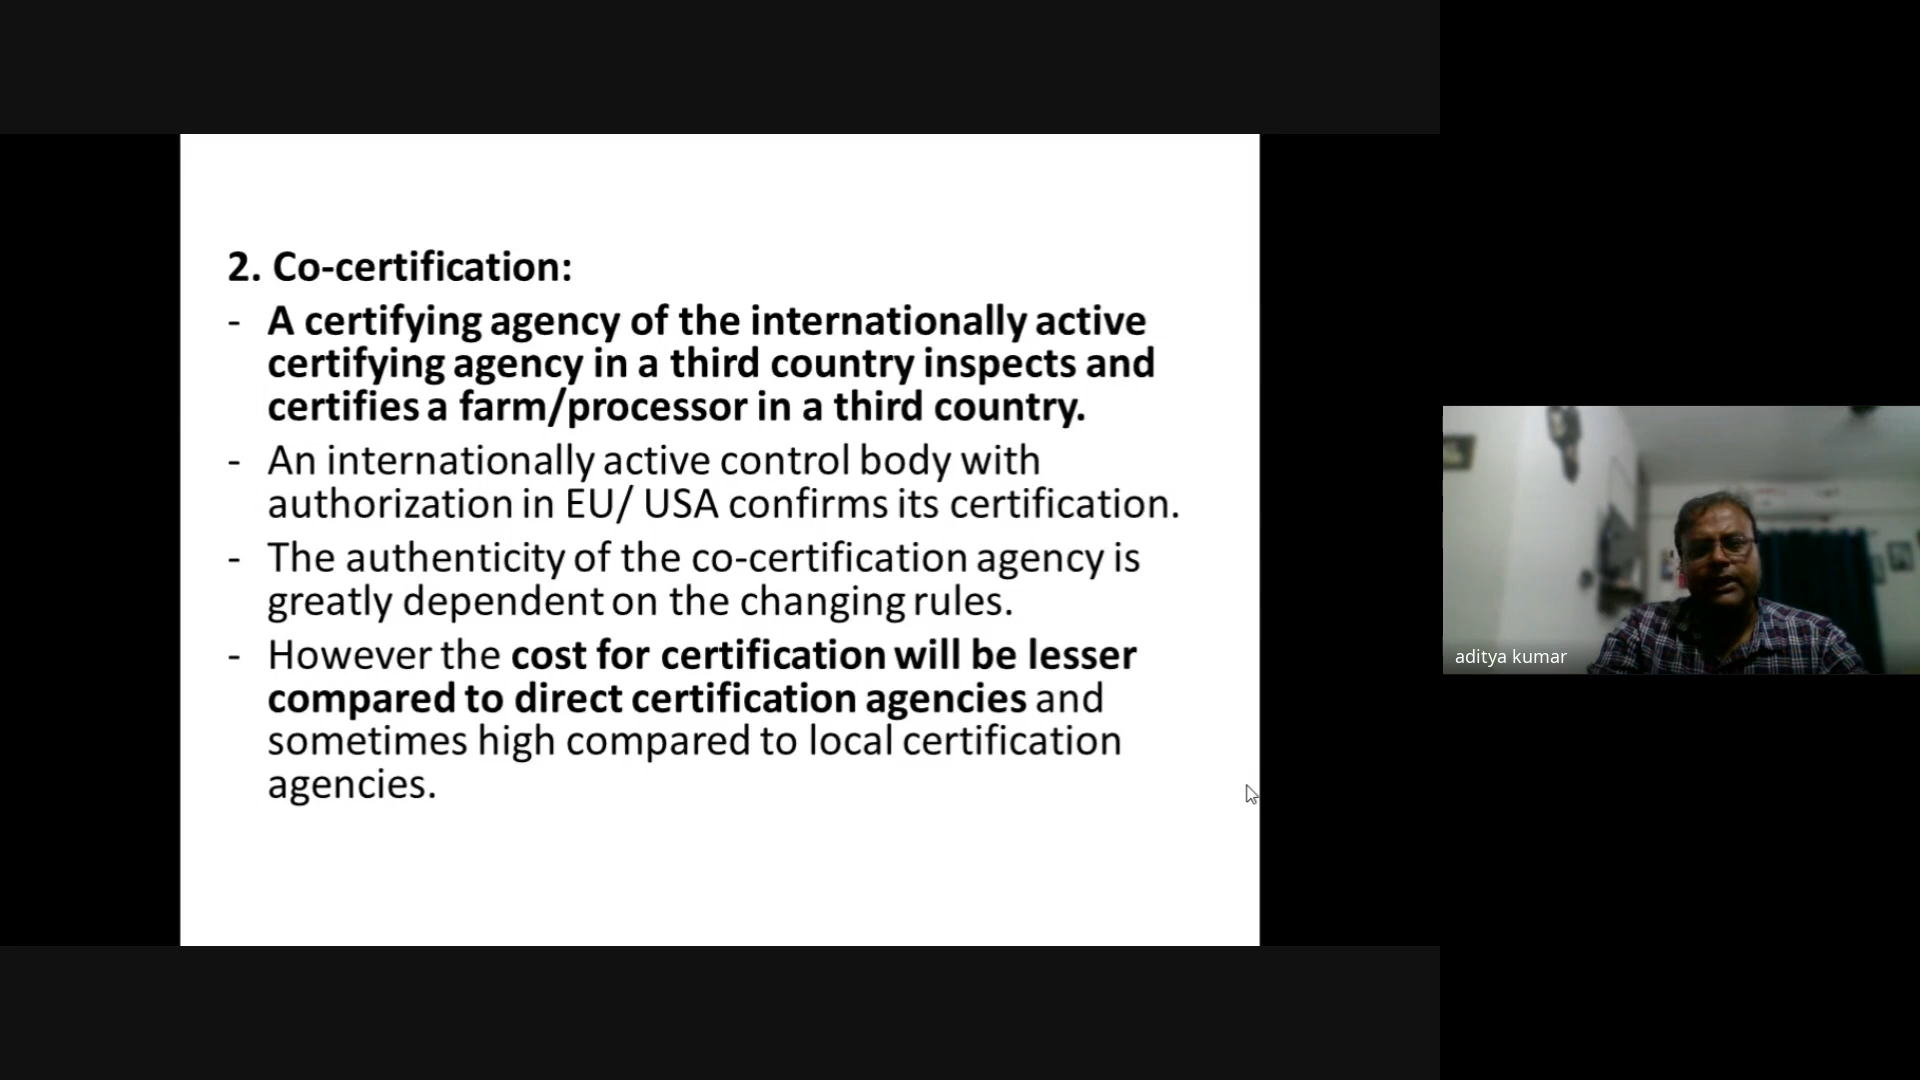 2. Co-certification:
- A certifying agency of the internationally active
certifying agency in a third country inspects and
certifies a farm/processor in a third country.
- An internationally active control body with
authorization in EU/ USA confirms its certification.
- The authenticity of the co-certification agency is
greatly dependent on the changing rules.
- However the cost for certification will be lesser
compared to direct certification agencies and
sometimes high compared to local certification
agencies.
aditya kumar